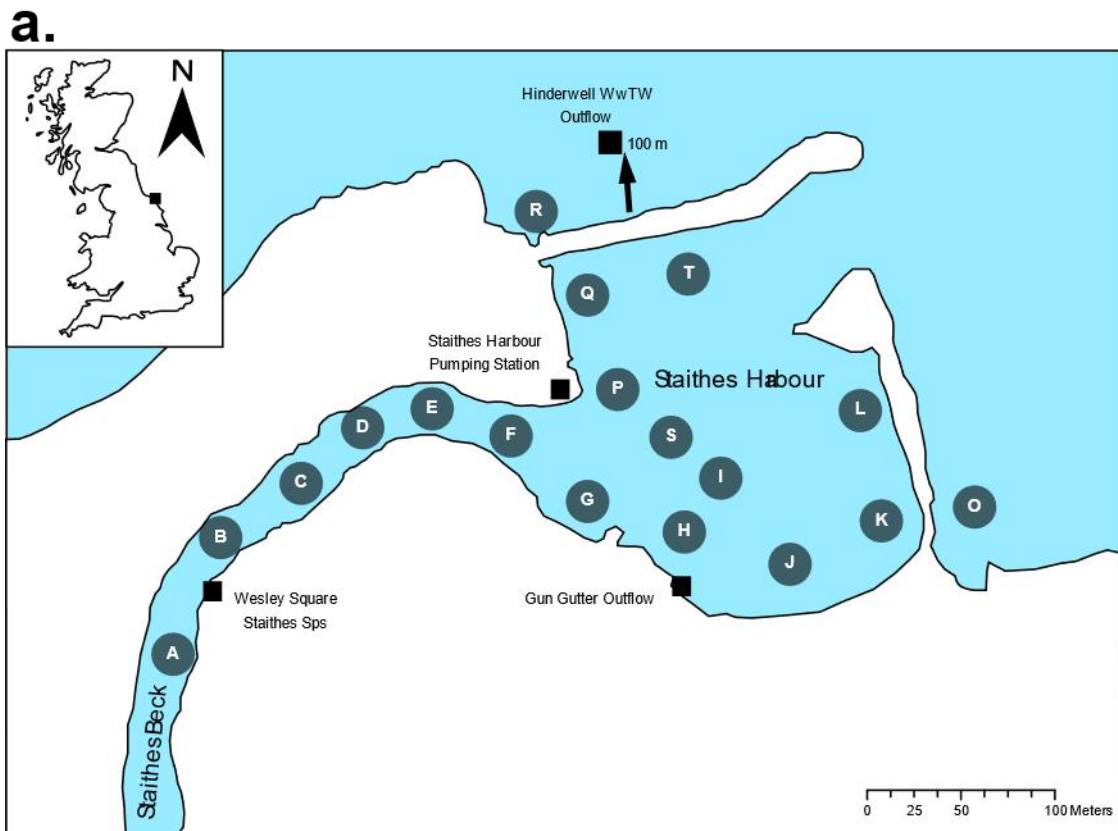 a.
N
Hinderwell WwTW
Outflow
100 m
R
T
Q
Staithes Harbour
Pumping Station
P
Staithes Harbour
L
E
D
F
S
C
I
G
K
O
B
H
J
Wesley Square
Staithes Sps
Gun Gutter Outflow
A
Staithes Beck
0 25 50 100 Meters